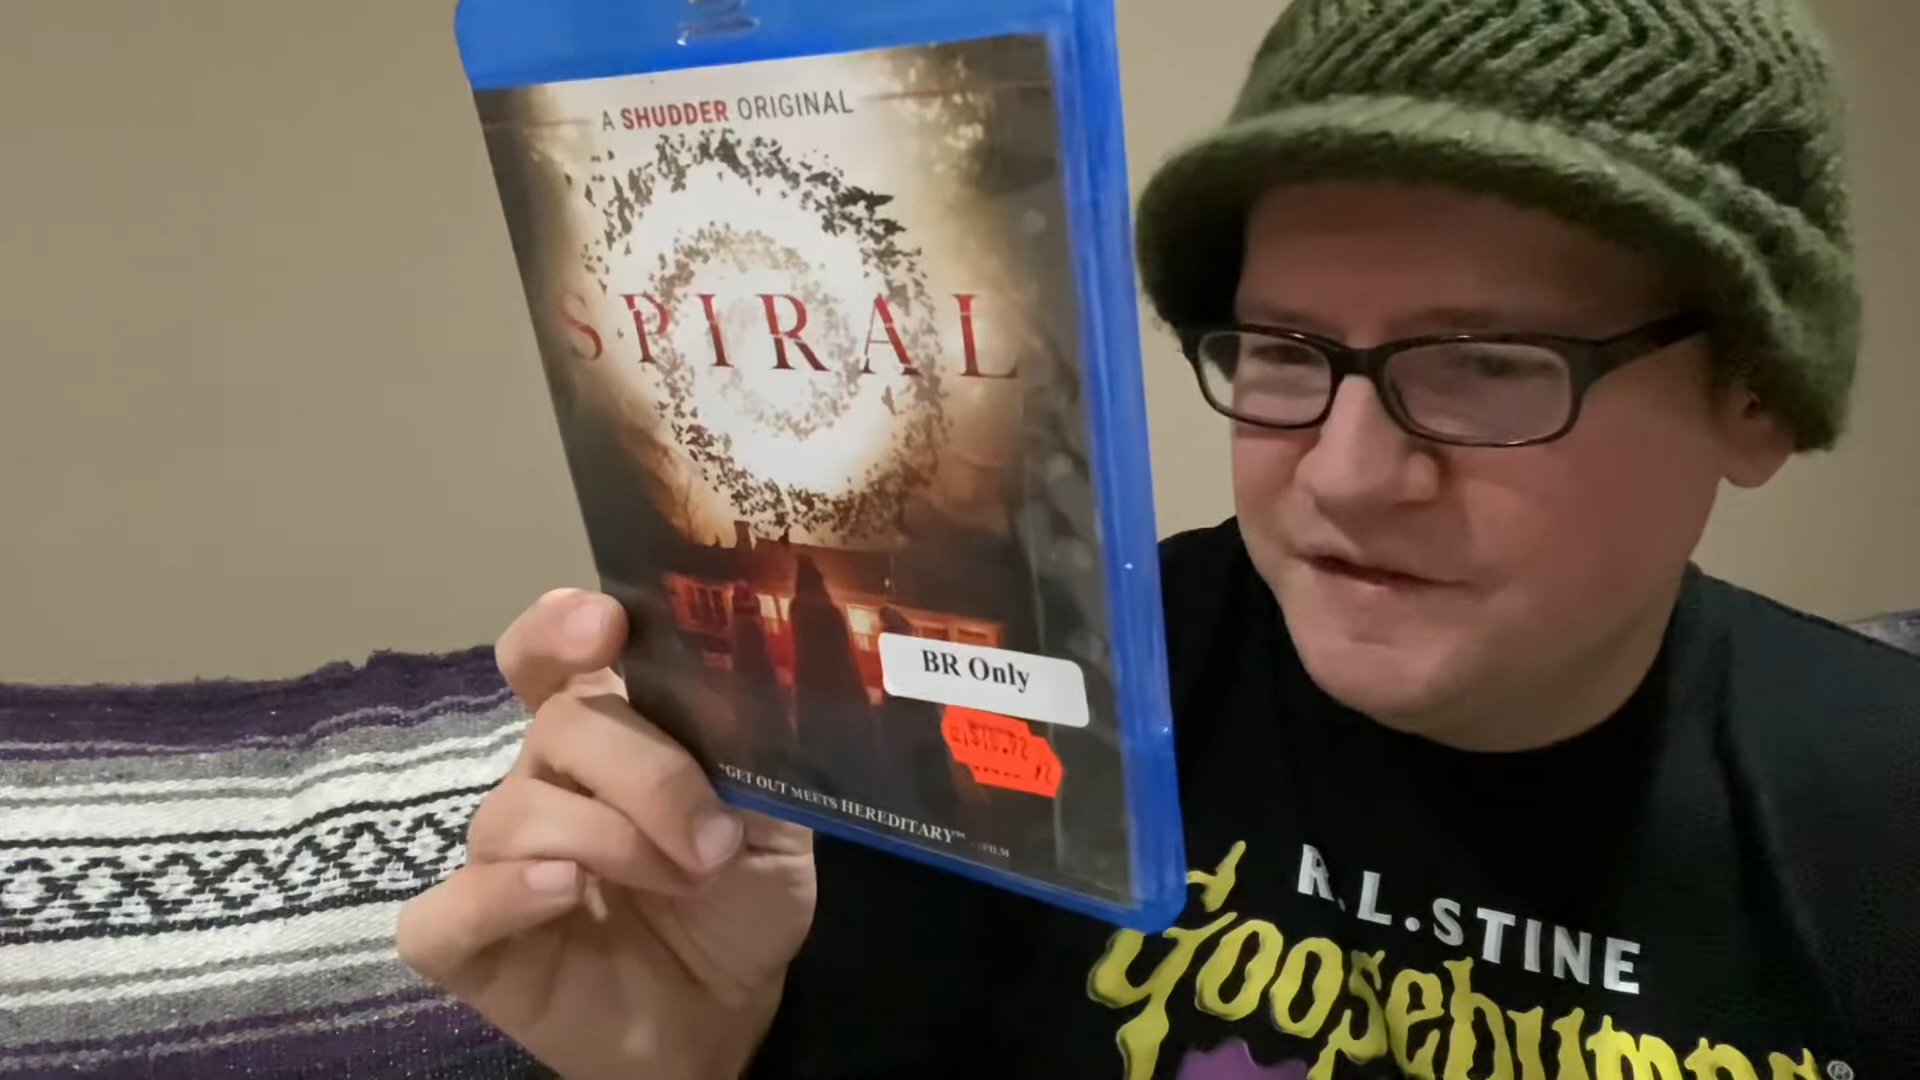 A SHUDDER ORIGINAL
SPIRAL
BR Only
"GET OUT MEETS HEREDITARY"
R.L.STINE
Goosebumps®